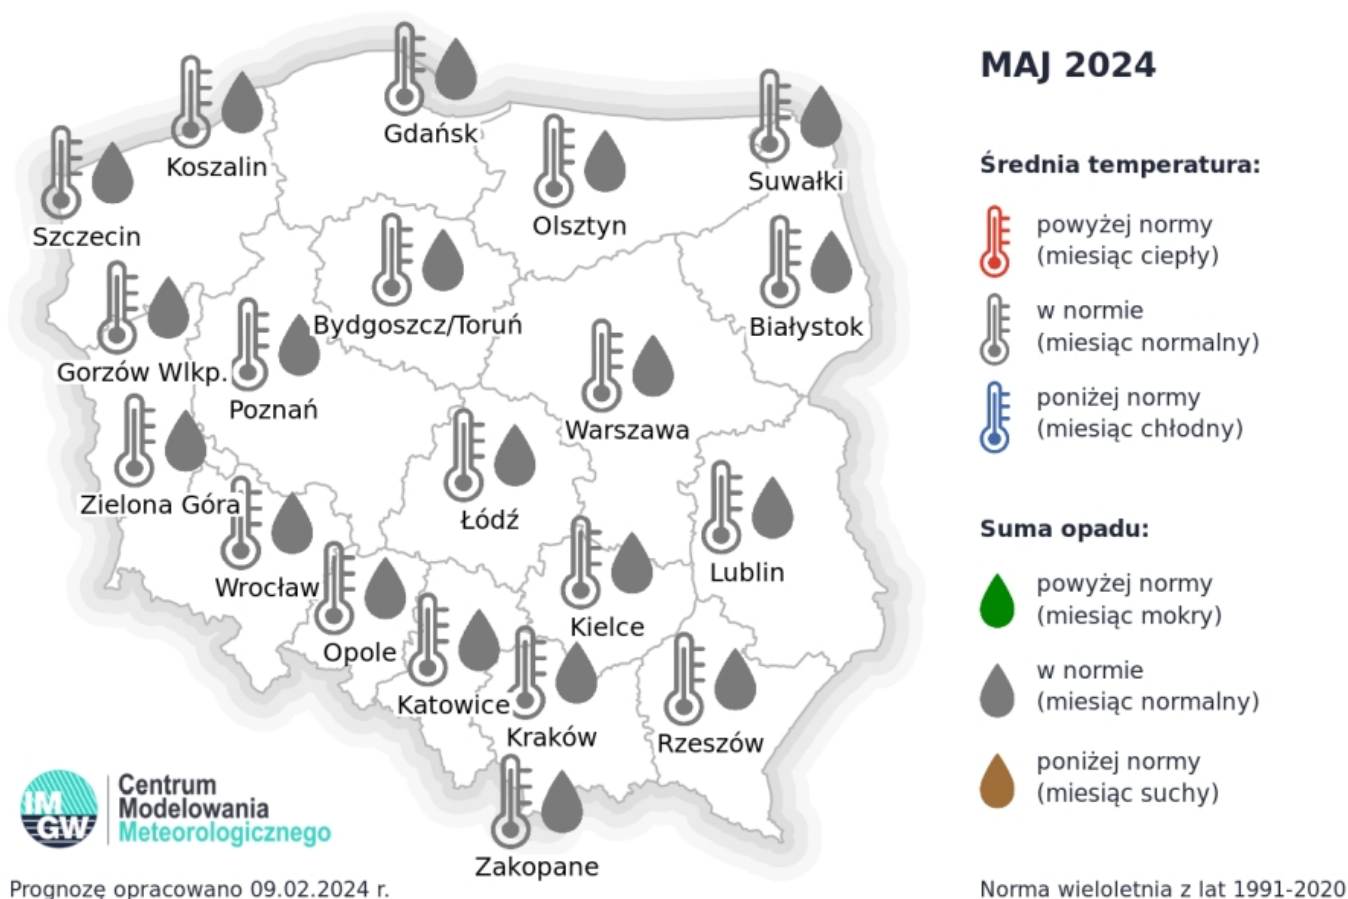 MAJ 2024
Gdańsk
Koszalin
Suwałki
Olsztyn
Szczecin
Bydgoszcz/Toruń
Białystok
Gorzów Wlkp.
Poznań
Warszawa
Zielona Góra
Łódź
Lublin
Wrocław
Kielce
Opole
Katowice
Kraków
Rzeszów
Zakopane
Średnia temperatura:
powyżej normy
(miesiąc ciepły)
w normie
(miesiąc normalny)
poniżej normy
(miesiąc chłodny)
Suma opadu:
powyżej normy
(miesiąc mokry)
w normie
(miesiąc normalny)
poniżej normy
(miesiąc suchy)
IM
GW
Centrum
Modelowania
Meteorologicznego
Prognozę opracowano 09.02.2024 r.
Norma wieloletnia z lat 1991-2020